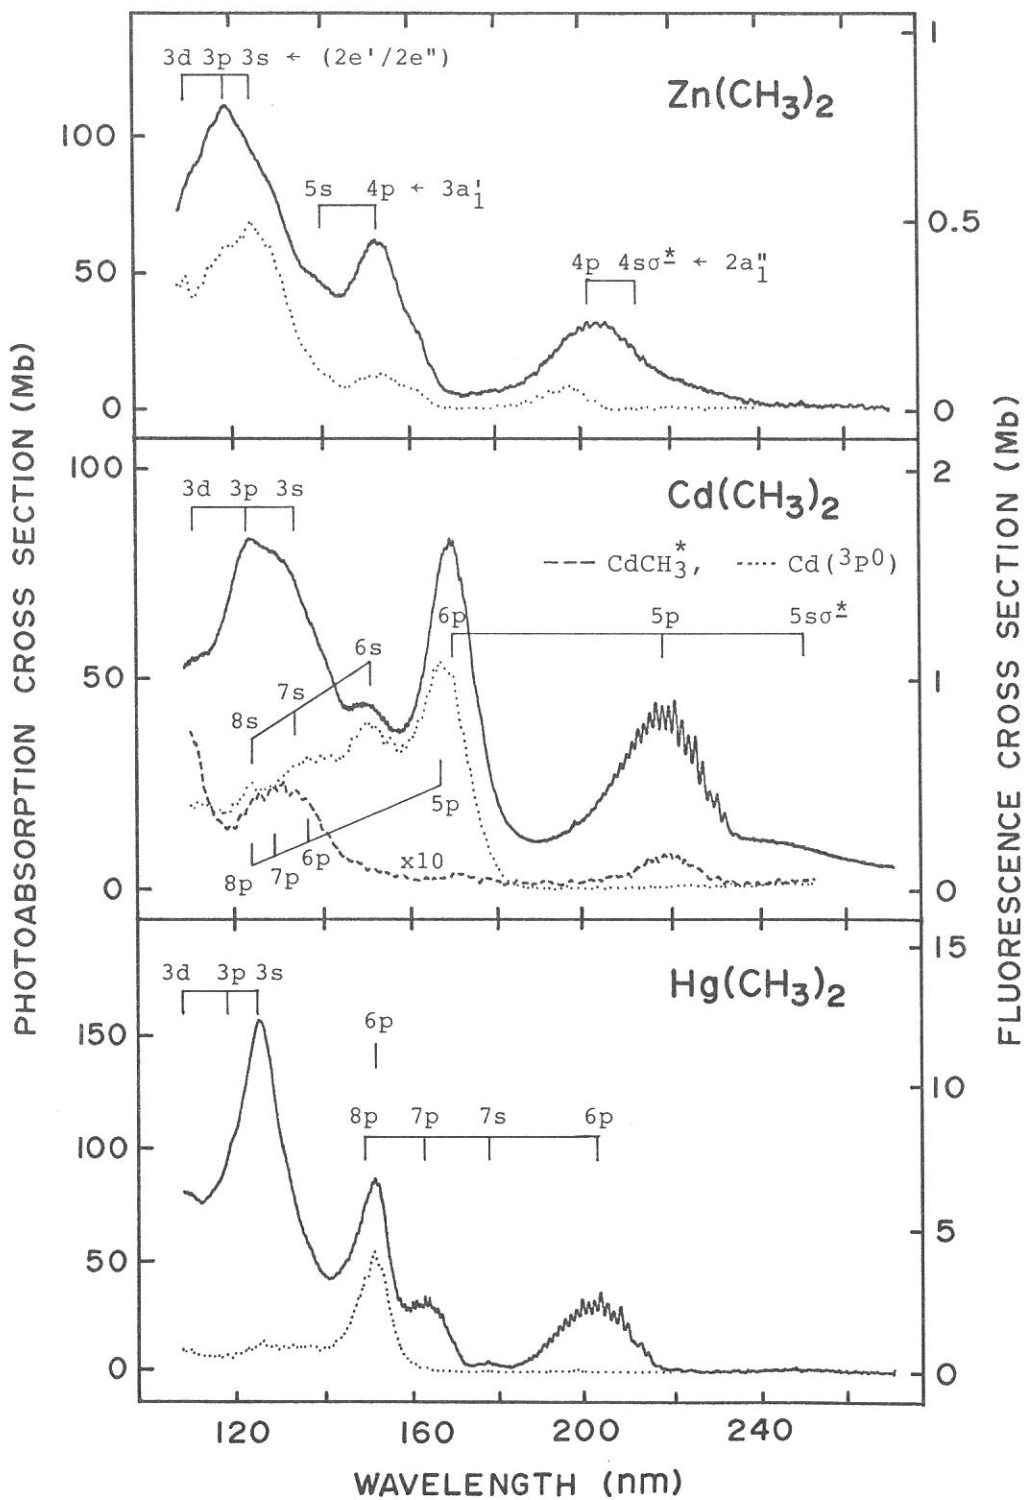 PHOTOABSORPTION CROSS SECTION (Mb)
FLUORESCENCE CROSS SECTION (Mb)
3d 3p 3s ← (2e'/2e")
Zn(CH₃)₂
5s 4p ← 3a₁'
4p 4sσ* ← 2a₁"
100
50
0
1
0.5
0
Cd(CH₃)₂
3d 3p 3s
--- CdCH₃*, ····· Cd(³P⁰)
6p 5p 5sσ*
6s
7s
8s
5p
6p
7p
8p
x10
100
50
0
2
1
0
Hg(CH₃)₂
3d 3p 3s
6p
8p 7p 7s 6p
150
100
50
0
15
10
5
0
120 160 200 240
WAVELENGTH (nm)